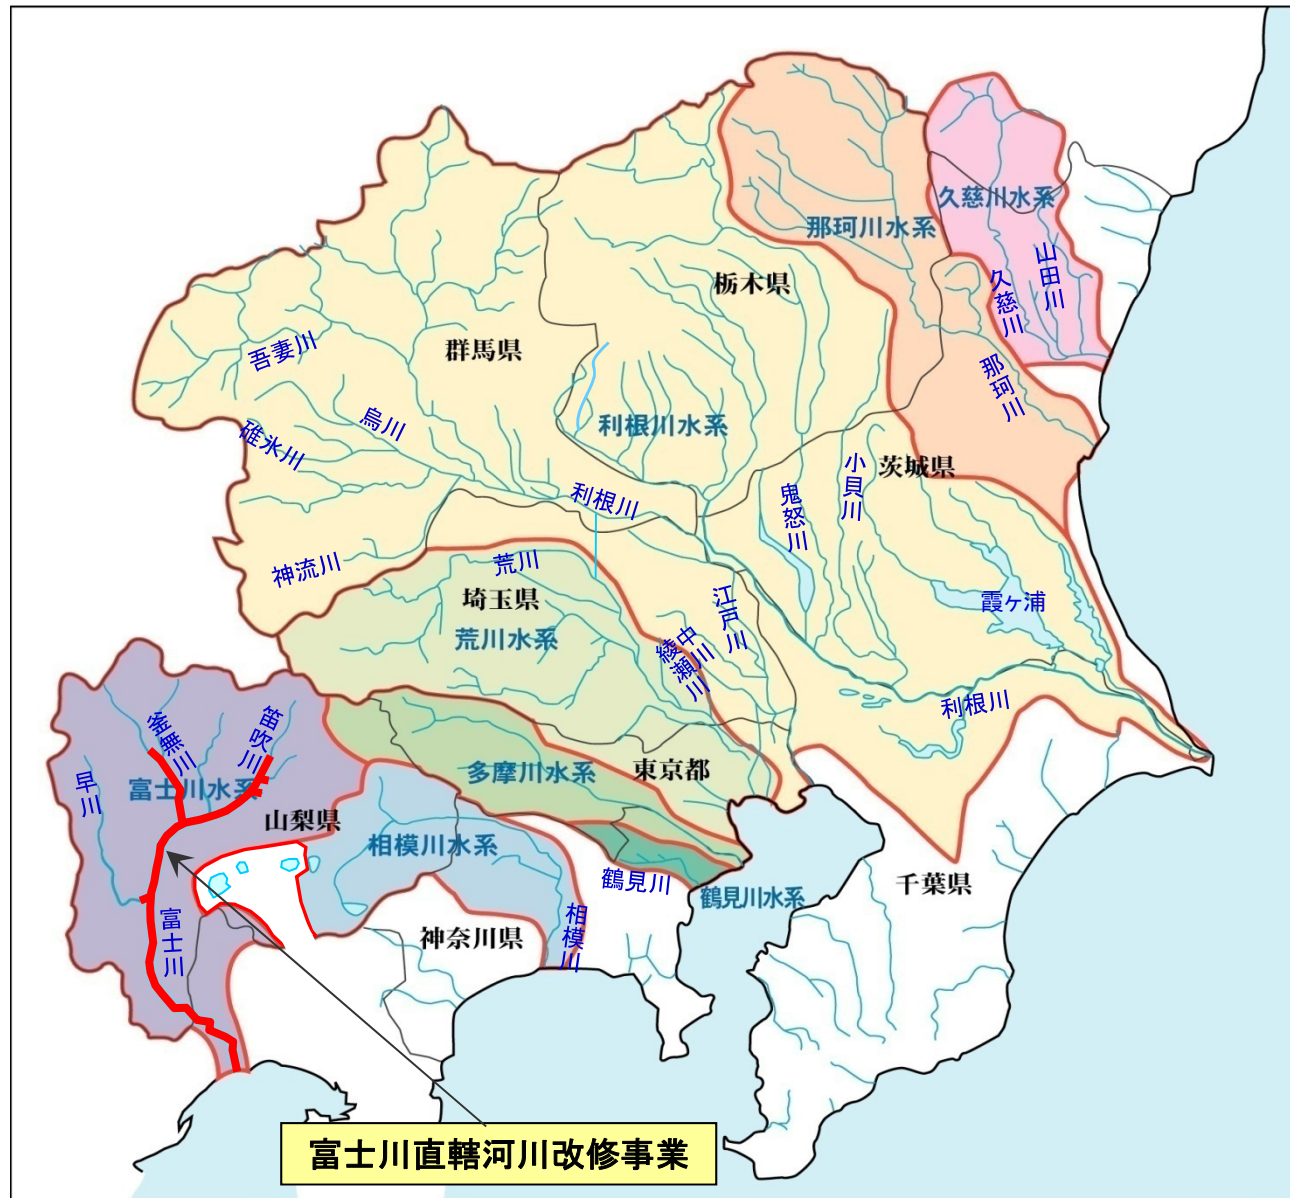 久慈川水系
那珂川水系
山田川
久慈川
栃木県
群馬県
吾妻川
那珂川
利根川水系
烏川
碓氷川
茨城県
小貝川
鬼怒川
利根川
神流川
荒川
埼玉県
江戸川
霞ヶ浦
荒川水系
中川
綾瀬川
利根川
笛吹川
釜無川
早川
富士川水系
多摩川水系
東京都
山梨県
相模川水系
鶴見川
千葉県
鶴見川水系
富士川
相模川
神奈川県
富士川直轄河川改修事業